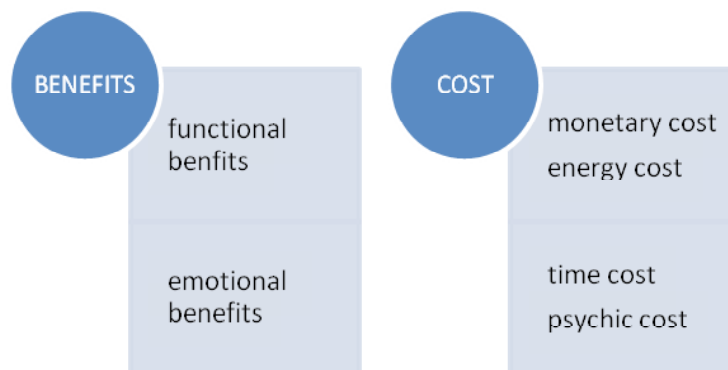 BENEFITS
functional
benfits
emotional
benefits
COST
monetary cost
energy cost
time cost
psychic cost